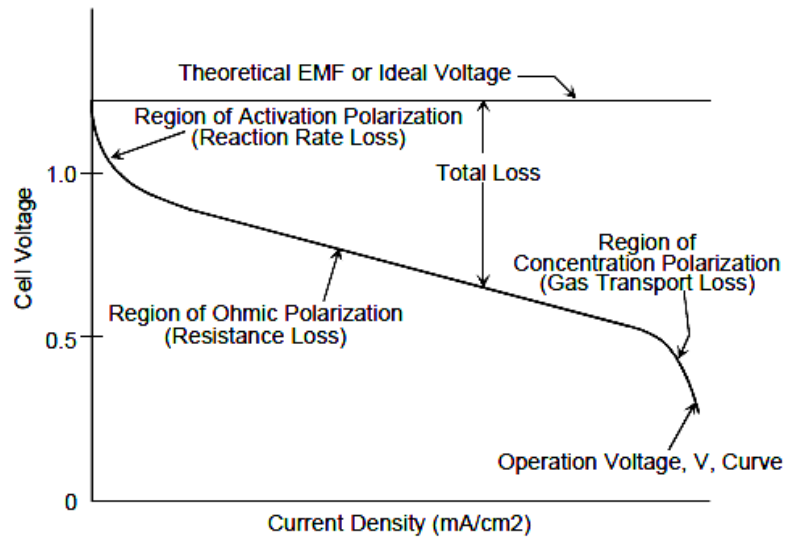 Theoretical EMF or Ideal Voltage
Region of Activation Polarization
(Reaction Rate Loss)
1.0
Total Loss
Cell Voltage
Region of
Concentration Polarization
(Gas Transport Loss)
Region of Ohmic Polarization
(Resistance Loss)
0.5
Operation Voltage, V, Curve
0
Current Density (mA/cm2)